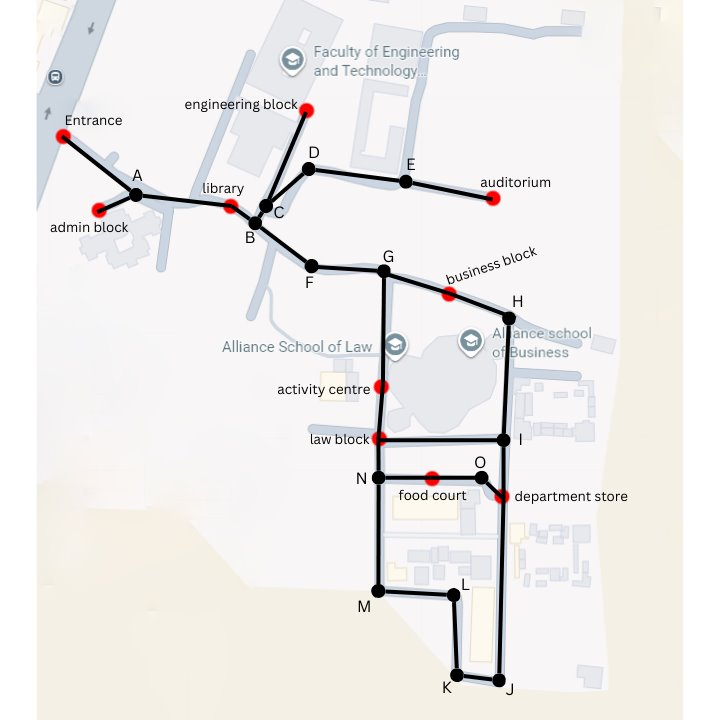 Faculty of Engineering
and Technology...
engineering block
Entrance
D
E
A
library
auditorium
C
admin block
B
G
business block
F
H
Alliance School of Law
Alliance school
of Business
activity centre
law block
I
N
O
food court
department store
L
M
K
J